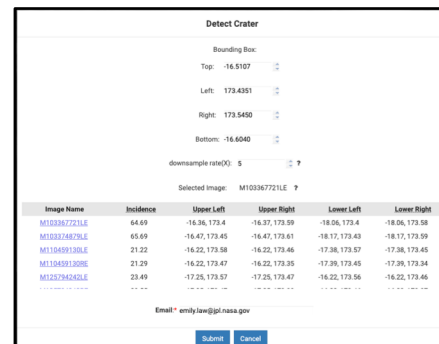 Detect Crater
Bounding Box:
Top: -16.5107
Left: 173.4351
Right: 173.5450
Bottom: -16.6040
downsample rate(X): 5 ?
Selected Image: M103367721LE ?
Image Name Incidence Upper Left Upper Right Lower Left Lower Right
M103367721LE 64.69 -16.36, 173.4 -16.37, 173.59 -18.06, 173.4 -18.06, 173.58
M103374879LE 65.69 -16.47, 173.45 -16.47, 173.61 -18.17, 173.43 -18.17, 173.59
M110459130LE 21.22 -16.22, 173.58 -16.22, 173.46 -17.38, 173.57 -17.38, 173.45
M110459130RE 21.29 -16.22, 173.47 -16.22, 173.35 -17.39, 173.45 -17.39, 173.34
M125794242LE 23.49 -17.25, 173.57 -17.25, 173.47 -16.22, 173.56 -16.22, 173.46
Email:* emily.law@jpl.nasa.gov
Submit Cancel